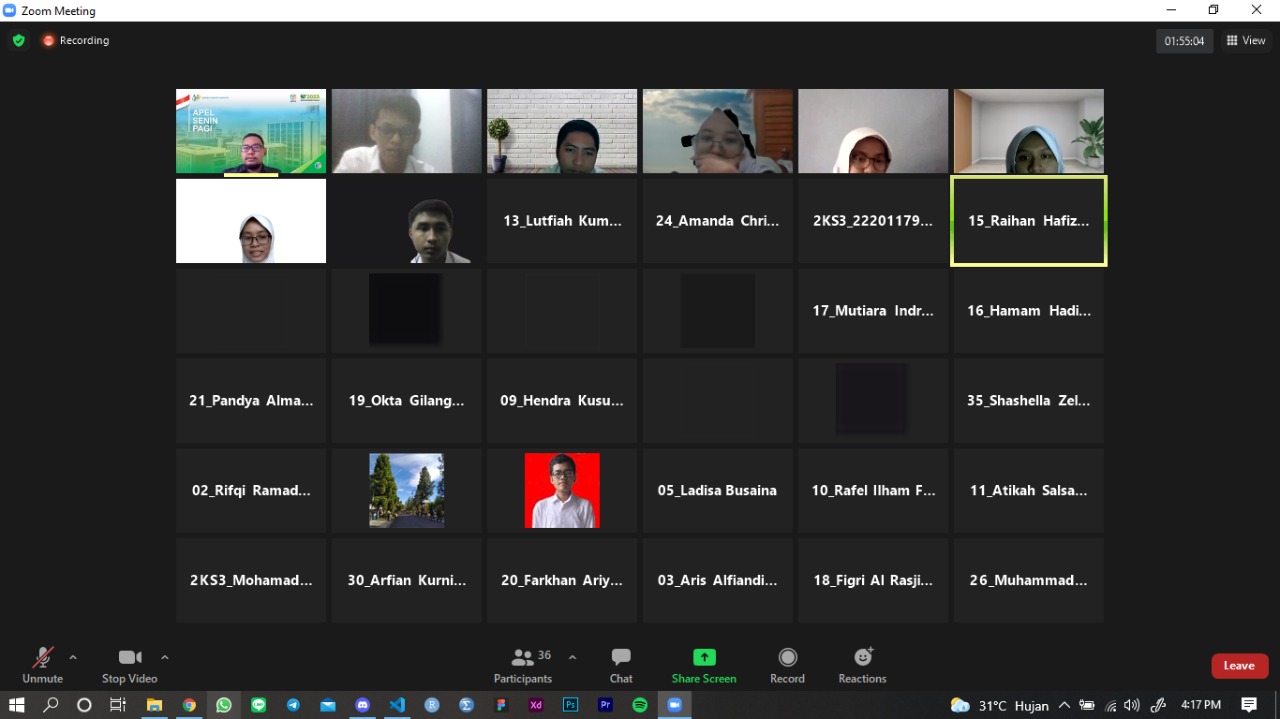 Zoom Meeting
Recording
01:55:04
View
APEL
SENIN
PAGI
13_Lutfiah Kum...
24_Amanda Chri...
2KS3_22201179...
15_Raihan Hafiz...
17_Mutiara Indr...
16_Hamam Hadi...
21_Pandya Alma...
19_Okta Gilang...
09_Hendra Kusu...
35_Shashella Zel...
02_Rifqi Ramad...
05_Ladisa Busaina
10_Rafel Ilham F...
11_Atikah Salsa...
2KS3_Mohamad...
30_Arfian Kurni...
20_Farkhan Ariy...
03_Aris Alfiandi...
18_Figri Al Rasji...
26_Muhammad...
Unmute
Stop Video
36
Participants
Chat
Share Screen
Record
Reactions
Leave
Xd
Ps
Pr
31°C Hujan
4:17 PM